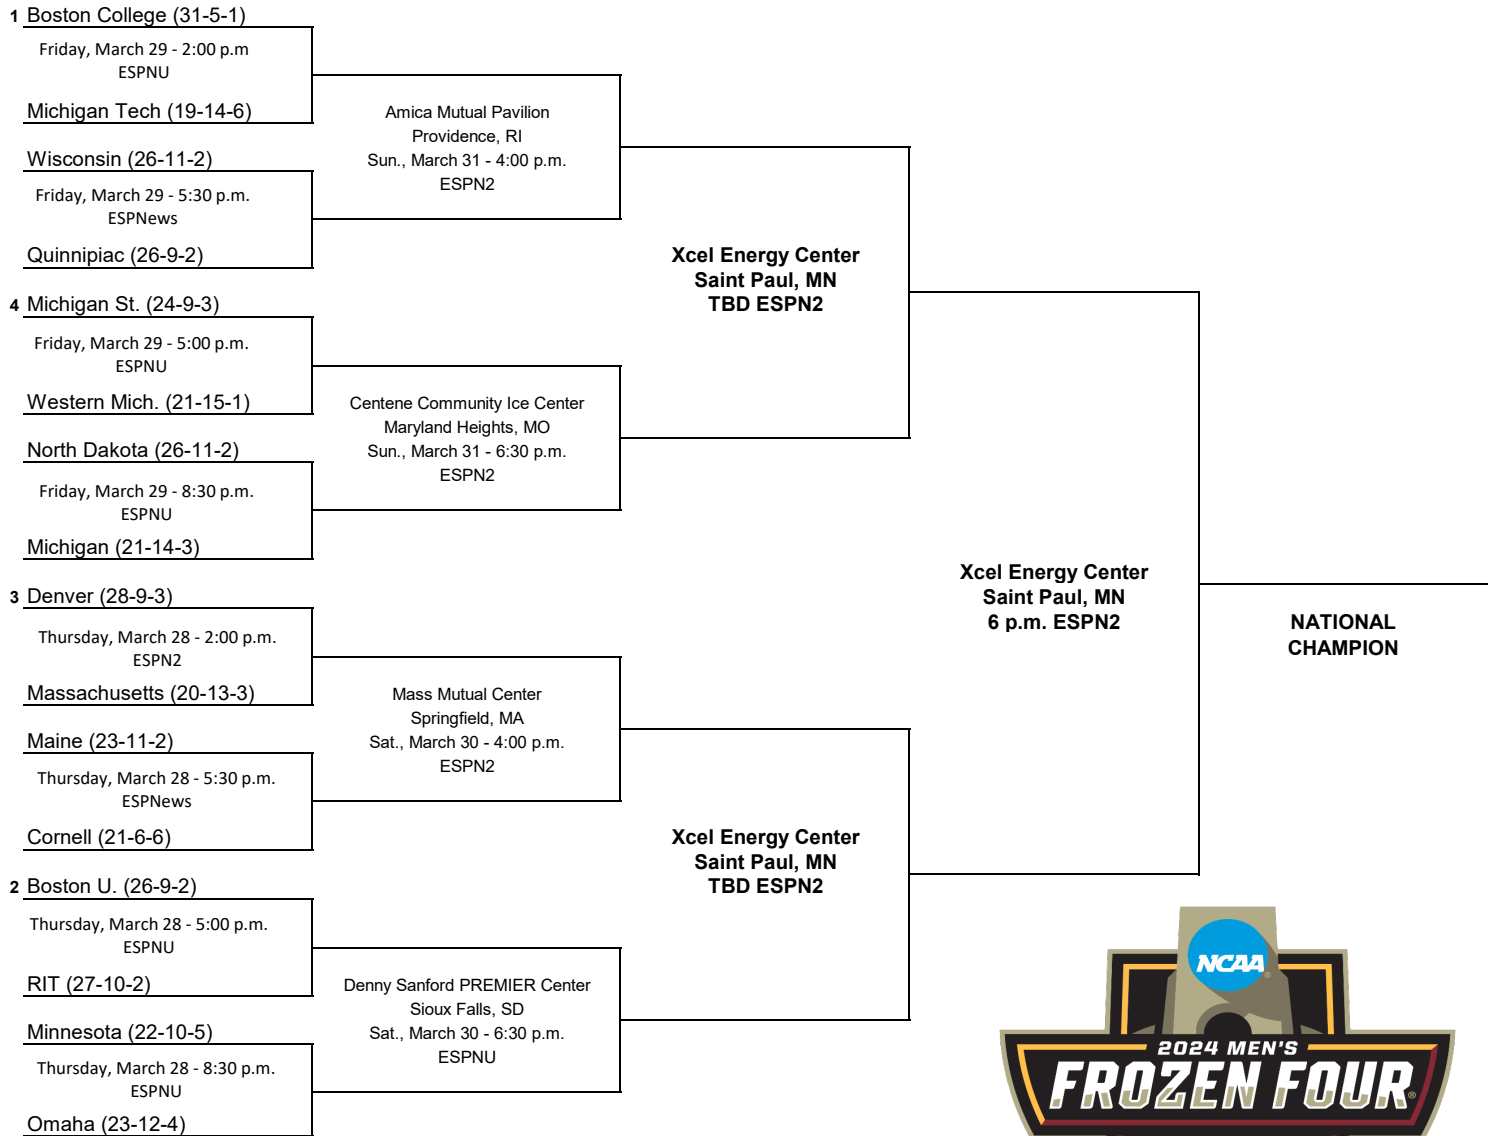 1 Boston College (31-5-1)
Friday, March 29 - 2:00 p.m
ESPNU
Michigan Tech (19-14-6)
Amica Mutual Pavilion
Providence, RI
Sun., March 31 - 4:00 p.m.
ESPN2
Wisconsin (26-11-2)
Friday, March 29 - 5:30 p.m.
ESPNews
Quinnipiac (26-9-2)
Xcel Energy Center
Saint Paul, MN
TBD ESPN2
4 Michigan St. (24-9-3)
Friday, March 29 - 5:00 p.m.
ESPNU
Western Mich. (21-15-1)
Centene Community Ice Center
Maryland Heights, MO
Sun., March 31 - 6:30 p.m.
ESPN2
North Dakota (26-11-2)
Friday, March 29 - 8:30 p.m.
ESPNU
Michigan (21-14-3)
Xcel Energy Center
Saint Paul, MN
6 p.m. ESPN2
NATIONAL
CHAMPION
3 Denver (28-9-3)
Thursday, March 28 - 2:00 p.m.
ESPN2
Massachusetts (20-13-3)
Mass Mutual Center
Springfield, MA
Sat., March 30 - 4:00 p.m.
ESPN2
Maine (23-11-2)
Thursday, March 28 - 5:30 p.m.
ESPNews
Cornell (21-6-6)
Xcel Energy Center
Saint Paul, MN
TBD ESPN2
2 Boston U. (26-9-2)
Thursday, March 28 - 5:00 p.m.
ESPNU
RIT (27-10-2)
Denny Sanford PREMIER Center
Sioux Falls, SD
Sat., March 30 - 6:30 p.m.
ESPNU
Minnesota (22-10-5)
Thursday, March 28 - 8:30 p.m.
ESPNU
Omaha (23-12-4)
NCAA®
2024 MEN'S
FROZEN FOUR®